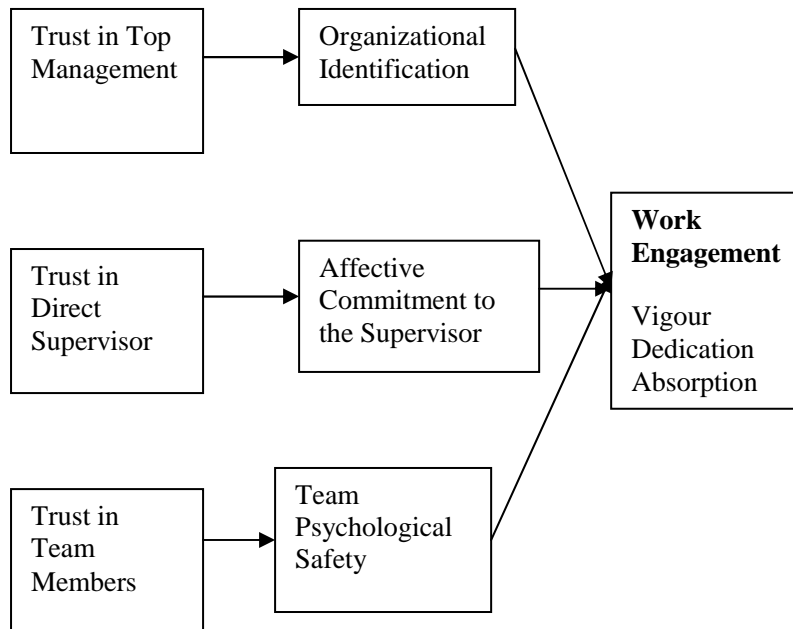 Trust in Top
Management
Organizational
Identification
Work
Engagement
Vigour
Dedication
Absorption
Trust in
Direct
Supervisor
Affective
Commitment to
the Supervisor
Trust in
Team
Members
Team
Psychological
Safety